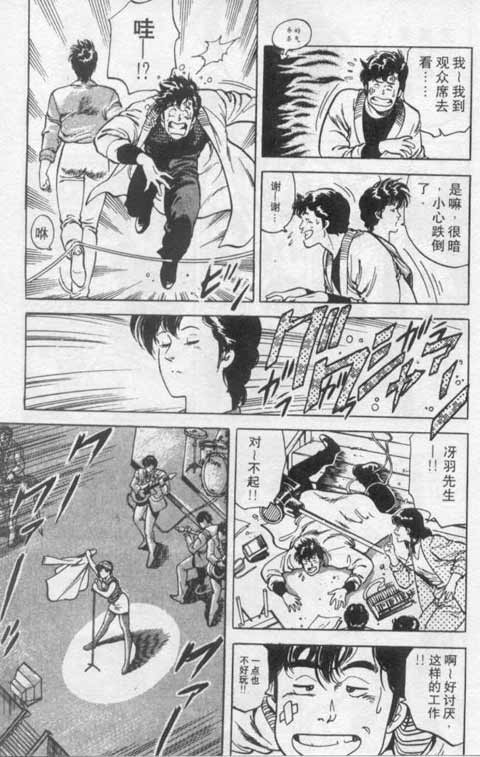 我～我到
观众席去
看……
是嘛，很暗
，小心跌倒
了。
谢～谢…
哇—!?
咻
冴羽先生
—!!
对～不起!!
啊～好讨厌，
这样的工作
!!
一点也
不好玩!!